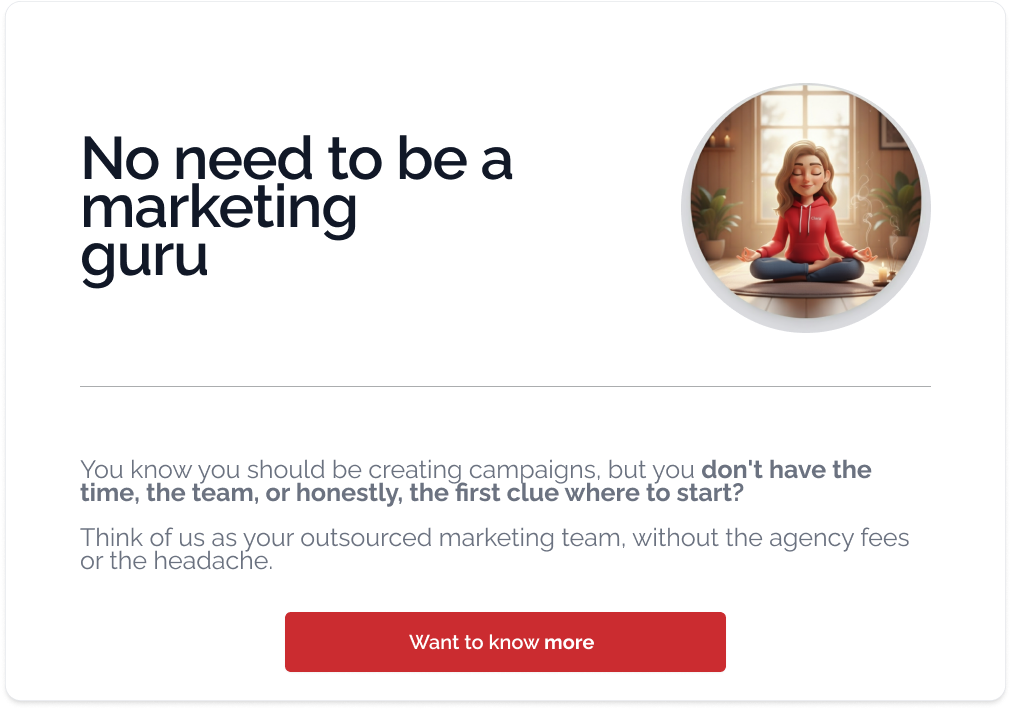 No need to be a
marketing
guru
You know you should be creating campaigns, but you don't have the
time, the team, or honestly, the first clue where to start?
Think of us as your outsourced marketing team, without the agency fees
or the headache.
Want to know more